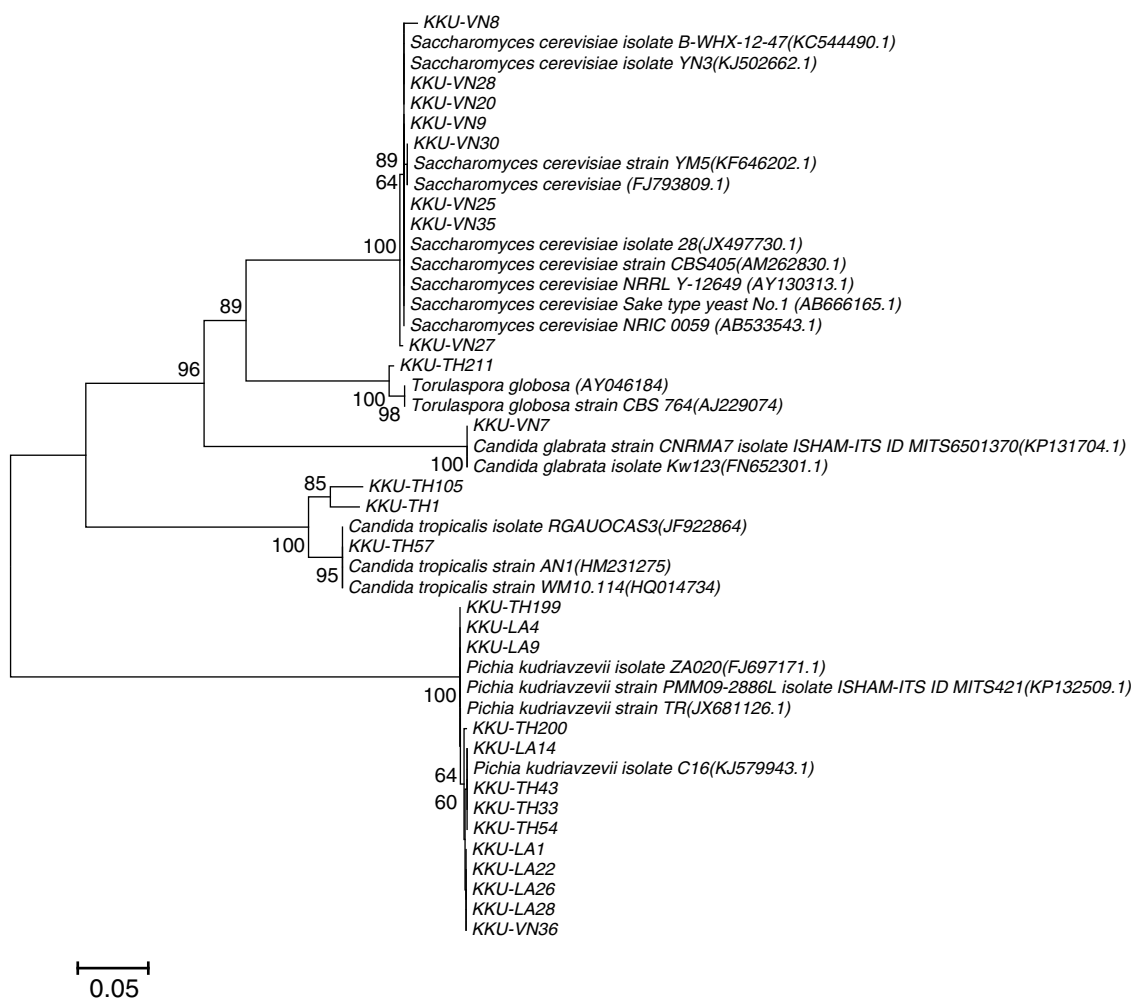 KKU-VN8
Saccharomyces cerevisiae isolate B-WHX-12-47(KC544490.1)
Saccharomyces cerevisiae isolate YN3(KJ502662.1)
KKU-VN28
KKU-VN20
KKU-VN9
KKU-VN30
89
Saccharomyces cerevisiae strain YM5(KF646202.1)
64
Saccharomyces cerevisiae (FJ793809.1)
KKU-VN25
KKU-VN35
100
Saccharomyces cerevisiae isolate 28(JX497730.1)
Saccharomyces cerevisiae strain CBS405(AM262830.1)
Saccharomyces cerevisiae NRRL Y-12649 (AY130313.1)
89
Saccharomyces cerevisiae Sake type yeast No.1 (AB666165.1)
Saccharomyces cerevisiae NRIC 0059 (AB533543.1)
KKU-VN27
96
KKU-TH211
Torulaspora globosa (AY046184)
100
98
Torulaspora globosa strain CBS 764(AJ229074)
KKU-VN7
Candida glabrata strain CNRMA7 isolate ISHAM-ITS ID MITS6501370(KP131704.1)
100
Candida glabrata isolate Kw123(FN652301.1)
85
KKU-TH105
KKU-TH1
Candida tropicalis isolate RGAUOCAS3(JF922864)
100
KKU-TH57
Candida tropicalis strain AN1(HM231275)
95
Candida tropicalis strain WM10.114(HQ014734)
KKU-TH199
KKU-LA4
KKU-LA9
Pichia kudriavzevii isolate ZA020(FJ697171.1)
Pichia kudriavzevii strain PMM09-2886L isolate ISHAM-ITS ID MITS421(KP132509.1)
100
Pichia kudriavzevii strain TR(JX681126.1)
KKU-TH200
KKU-LA14
64
Pichia kudriavzevii isolate C16(KJ579943.1)
KKU-TH43
60
KKU-TH33
KKU-TH54
KKU-LA1
KKU-LA22
KKU-LA26
KKU-LA28
KKU-VN36
0.05